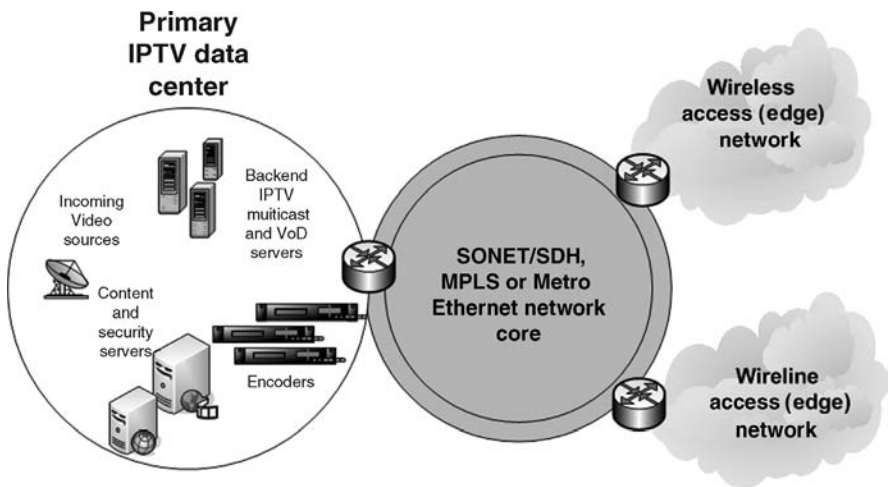 Primary
IPTV data
center
Incoming
Video
sources
Backend
IPTV
multicast
and VoD
servers
Content
and
security
servers
Encoders
SONET/SDH,
MPLS or Metro
Ethernet network
core
Wireless
access (edge)
network
Wireline
access (edge)
network